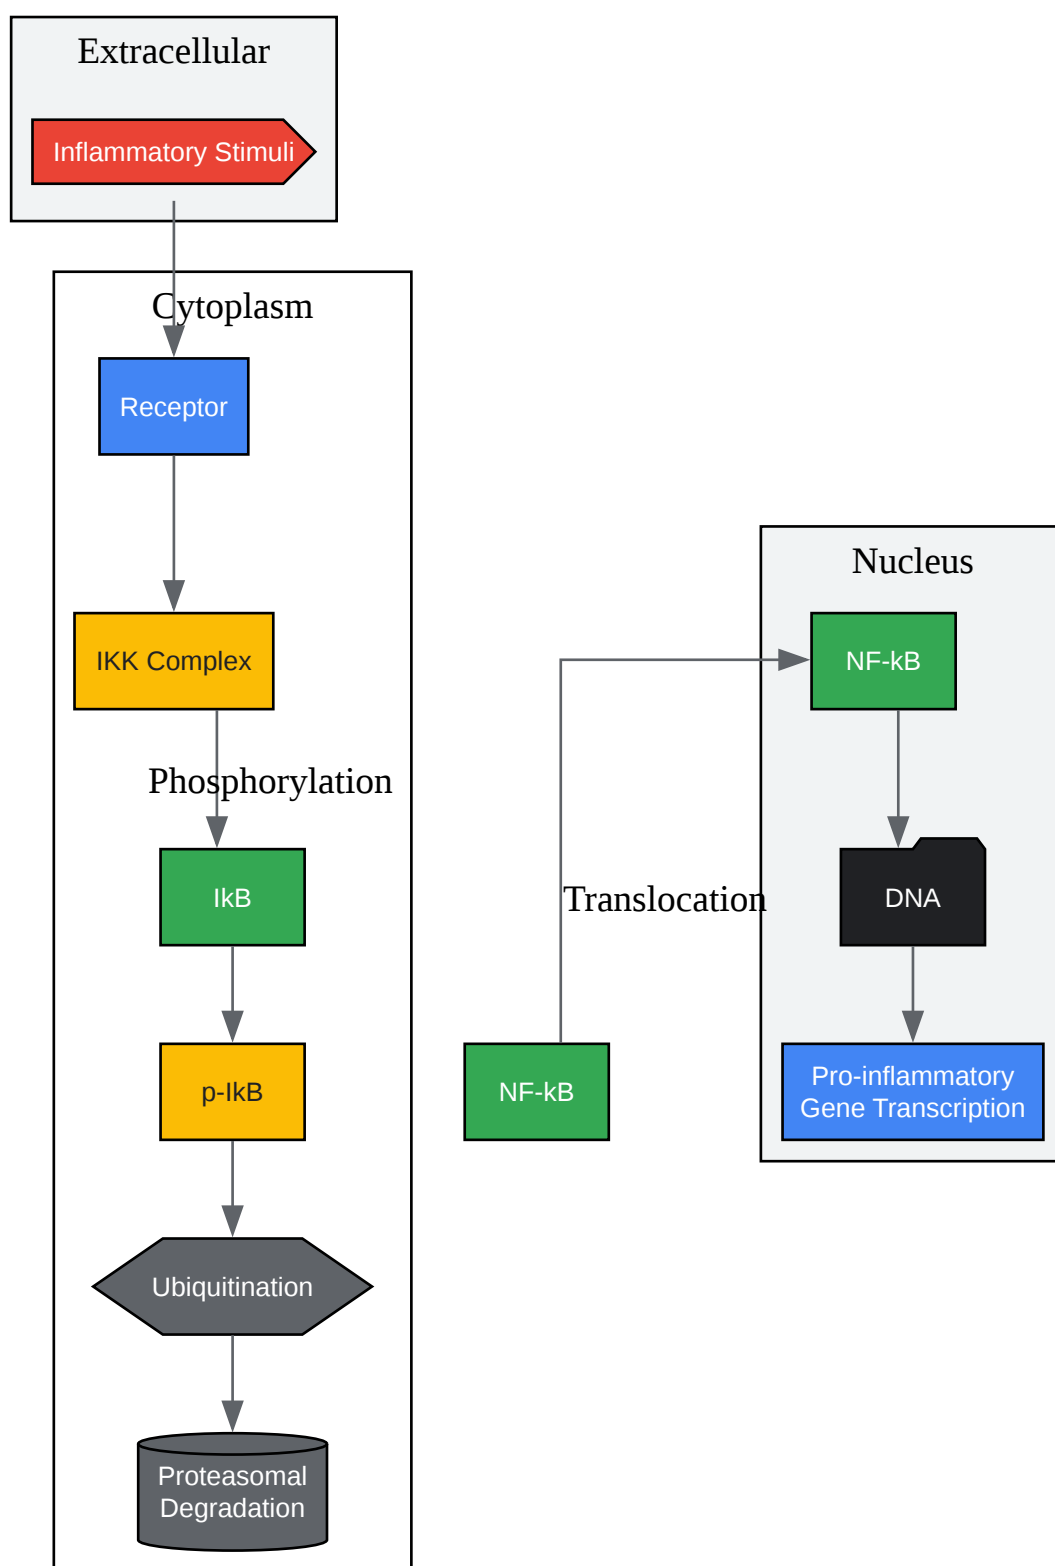 Extracellular
Inflammatory Stimuli
Cytoplasm
Receptor
IKK Complex
Phosphorylation
IkB
p-IkB
Ubiquitination
Proteasomal
Degradation
NF-kB
Translocation
Nucleus
NF-kB
DNA
Pro-inflammatory
Gene Transcription